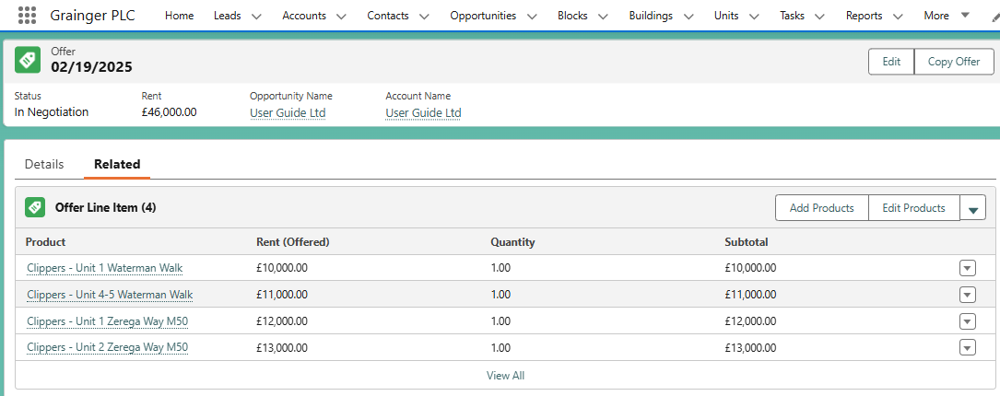 Grainger PLC Home Leads Accounts Contacts Opportunities Blocks Buildings Units Tasks Reports More
Offer
02/19/2025
Edit Copy Offer
Status Rent Opportunity Name Account Name
In Negotiation £46,000.00 User Guide Ltd User Guide Ltd
Details Related
Offer Line Item (4) Add Products Edit Products
Product Rent (Offered) Quantity Subtotal
Clippers - Unit 1 Waterman Walk £10,000.00 1.00 £10,000.00
Clippers - Unit 4-5 Waterman Walk £11,000.00 1.00 £11,000.00
Clippers - Unit 1 Zerega Way M50 £12,000.00 1.00 £12,000.00
Clippers - Unit 2 Zerega Way M50 £13,000.00 1.00 £13,000.00
View All